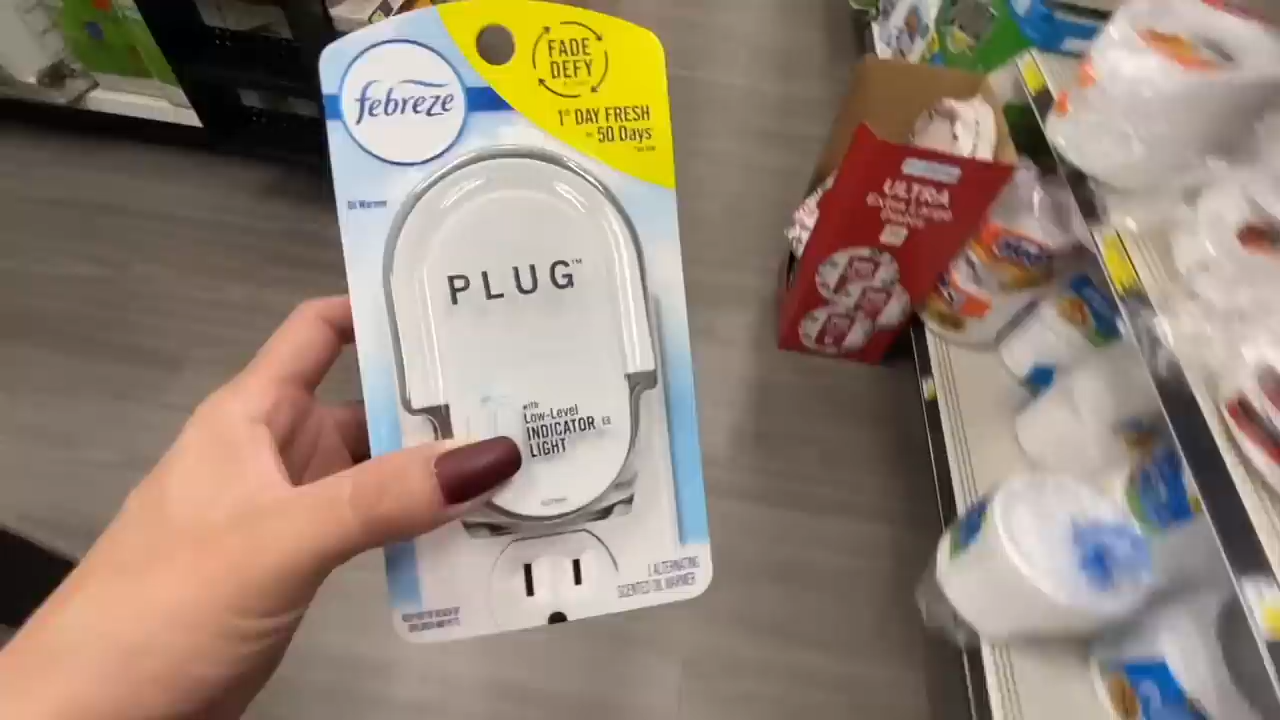 febreze
FADE
DEFY
1st DAY FRESH
for 50 Days*
Oil Warmer
PLUG™
with
Low-Level
INDICATOR
LIGHT
1 ALTERNATING
SCENTED OIL WARMER
ULTRA